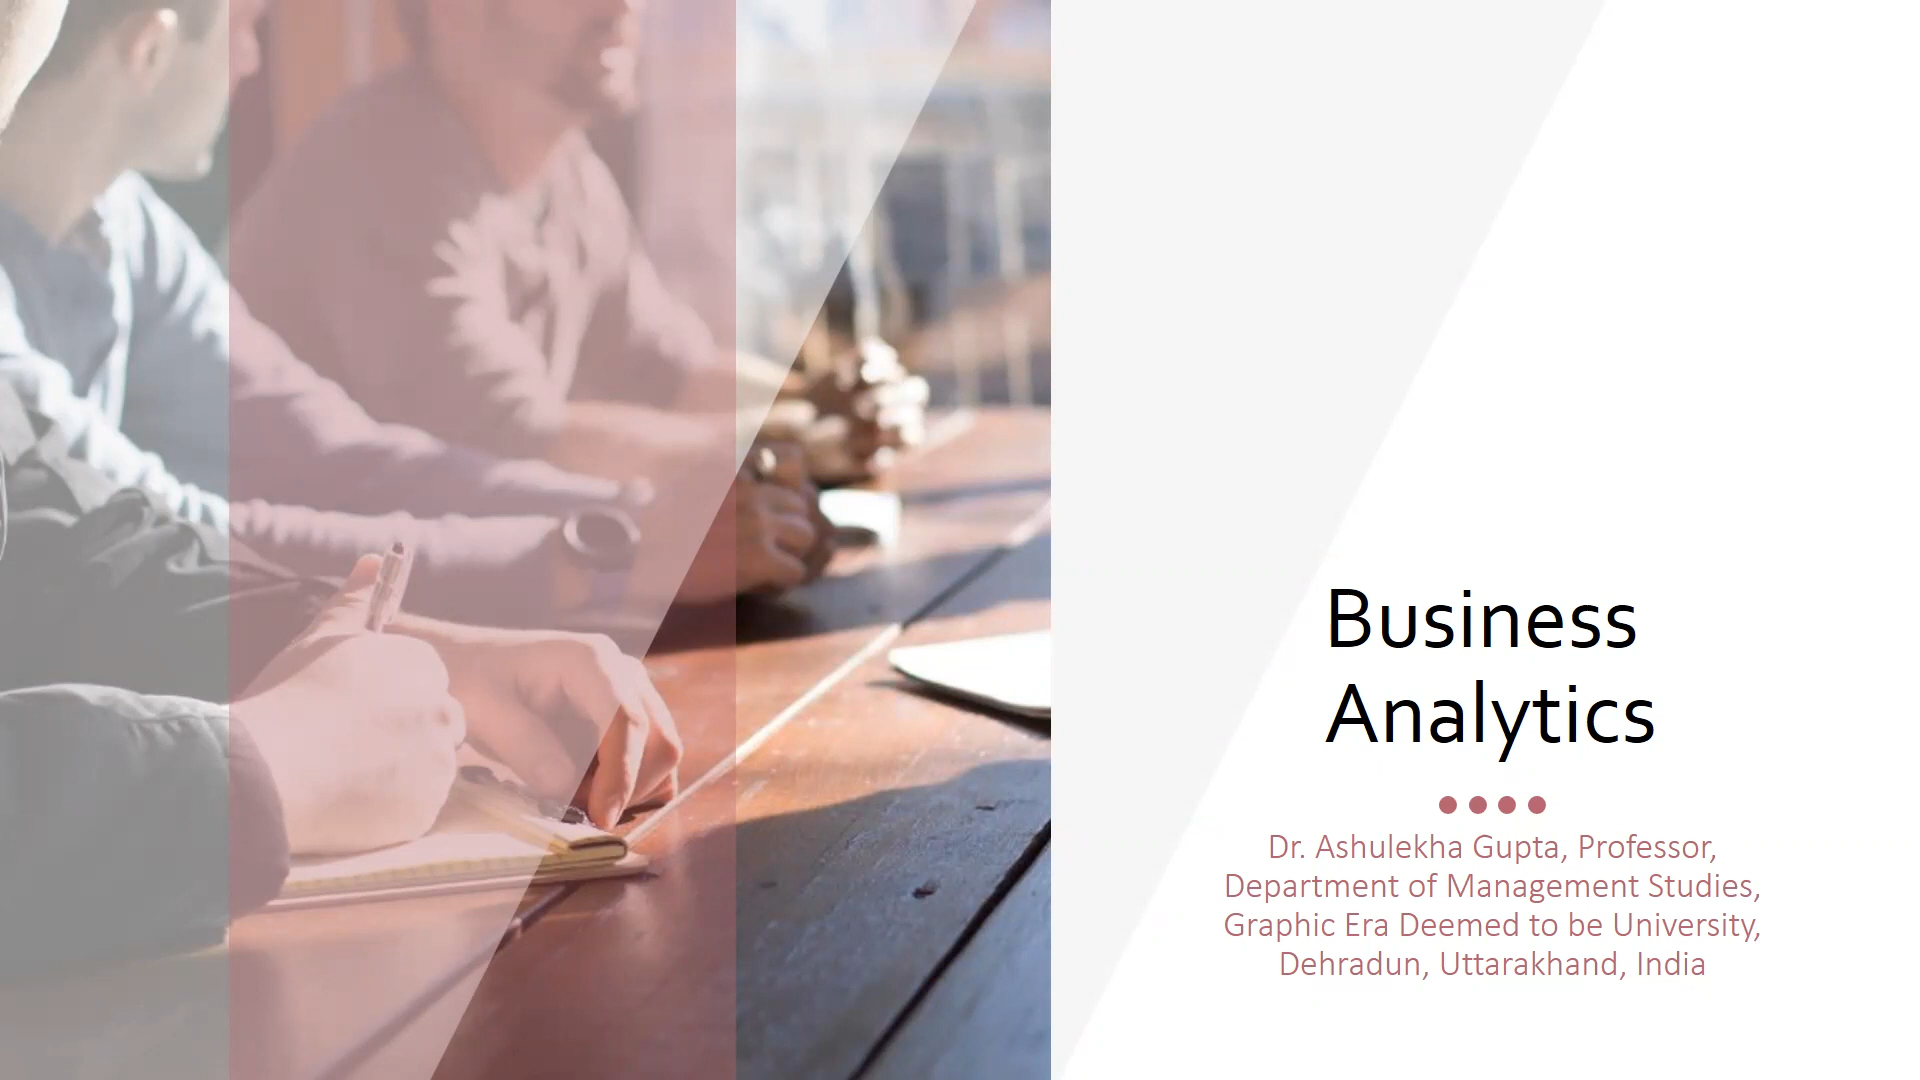 Business
Analytics
Dr. Ashulekha Gupta, Professor,
Department of Management Studies,
Graphic Era Deemed to be University,
Dehradun, Uttarakhand, India